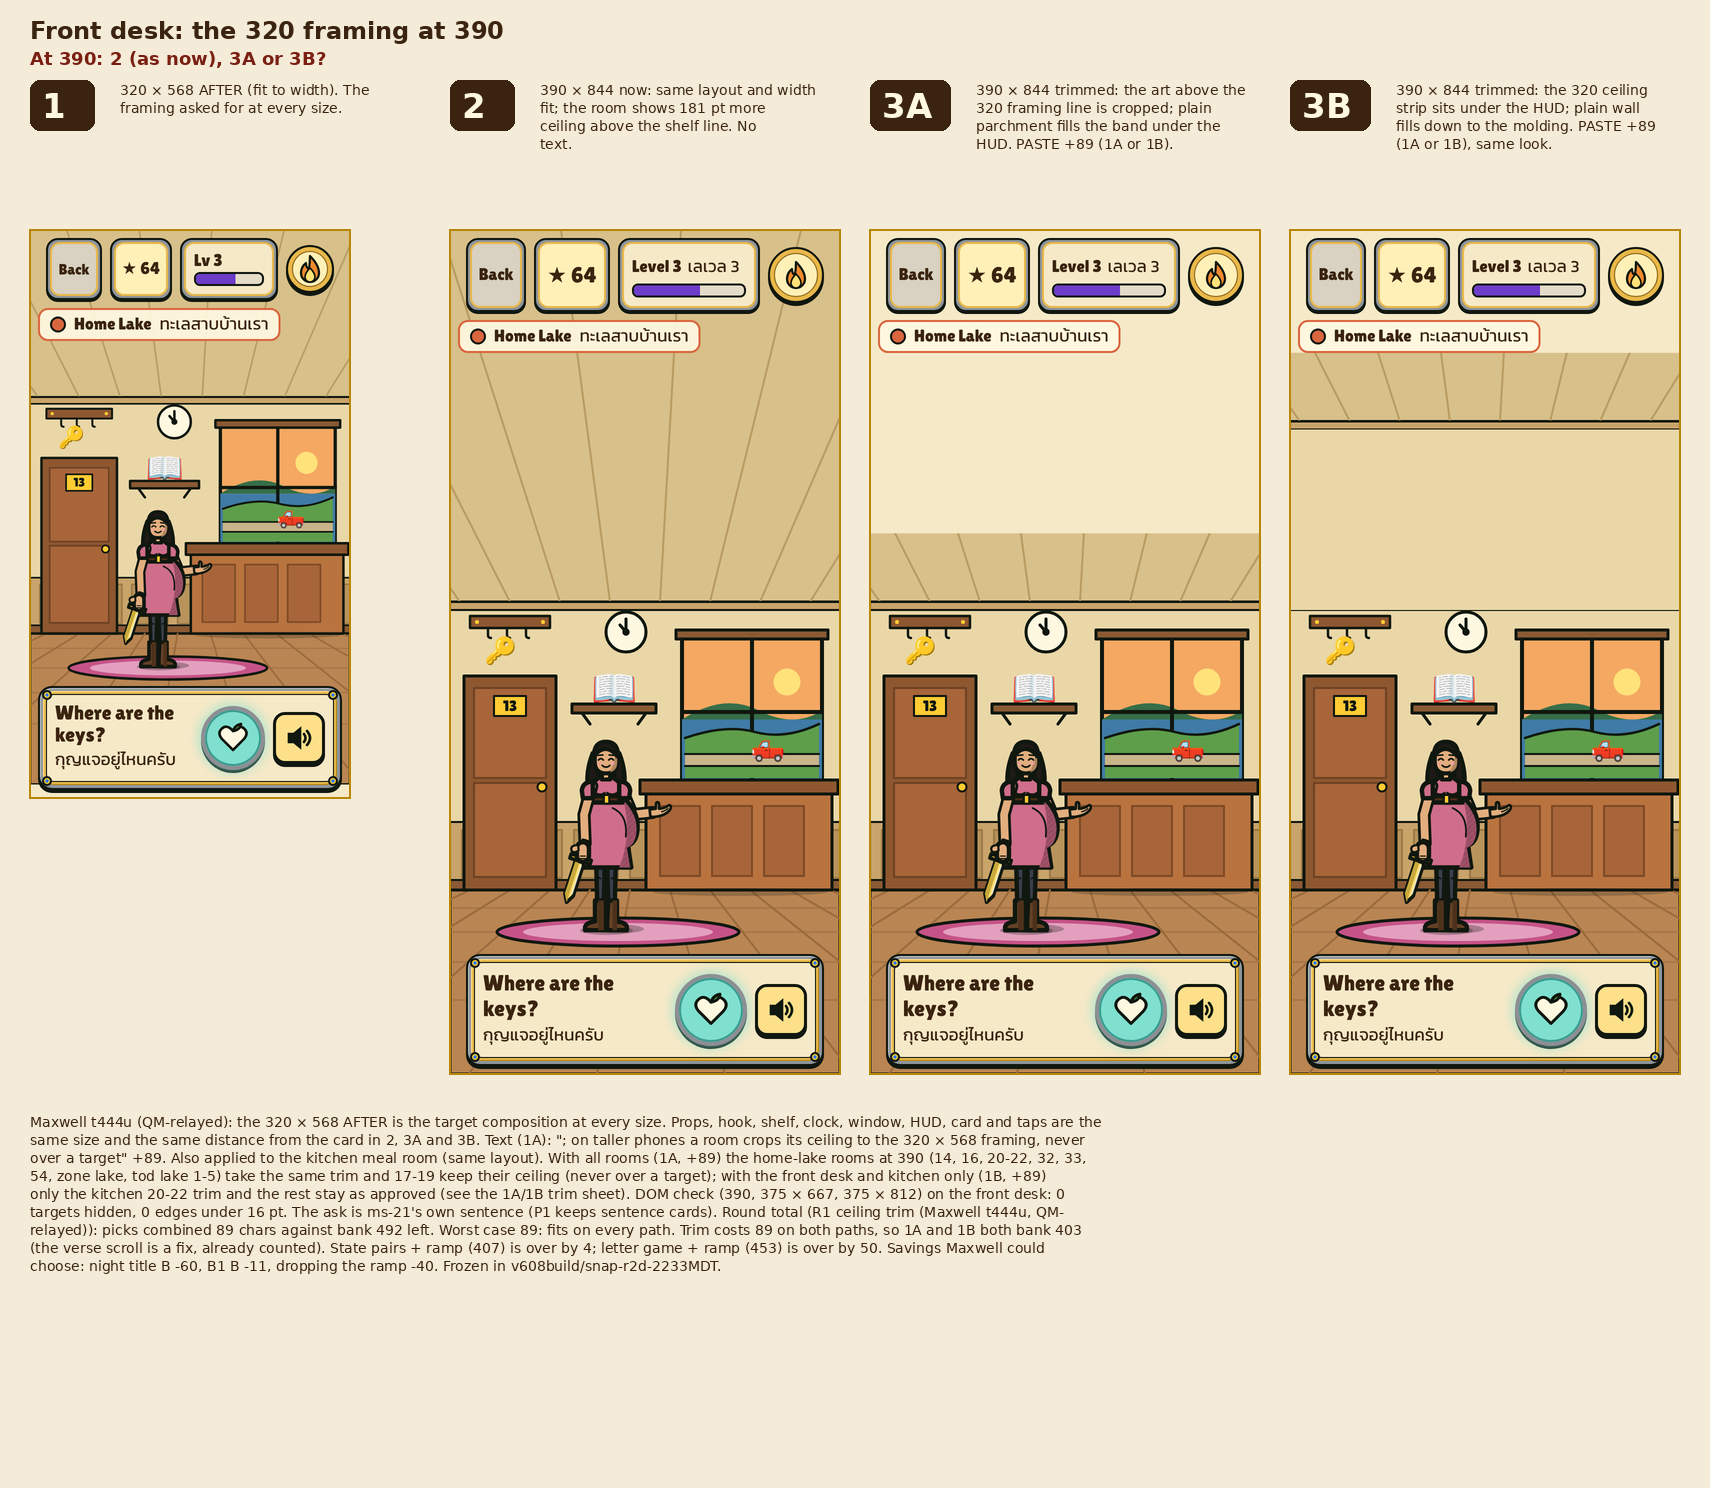 Front desk: the 320 framing at 390
At 390: 2 (as now), 3A or 3B?
1
320 × 568 AFTER (fit to width). The
framing asked for at every size.
2
390 × 844 now: same layout and width
fit; the room shows 181 pt more
ceiling above the shelf line. No
text.
3A
390 × 844 trimmed: the art above the
320 framing line is cropped; plain
parchment fills the band under the
HUD. PASTE +89 (1A or 1B).
3B
390 × 844 trimmed: the 320 ceiling
strip sits under the HUD; plain wall
fills down to the molding. PASTE +89
(1A or 1B), same look.
Back
★ 64
Lv 3
Home Lake ทะเลสาบบ้านเรา
13
Where are the
keys?
กุญแจอยู่ไหนครับ
Back
★ 64
Level 3 เลเวล 3
Home Lake ทะเลสาบบ้านเรา
13
Where are the
keys?
กุญแจอยู่ไหนครับ
Back
★ 64
Level 3 เลเวล 3
Home Lake ทะเลสาบบ้านเรา
13
Where are the
keys?
กุญแจอยู่ไหนครับ
Back
★ 64
Level 3 เลเวล 3
Home Lake ทะเลสาบบ้านเรา
13
Where are the
keys?
กุญแจอยู่ไหนครับ
Maxwell t444u (QM-relayed): the 320 × 568 AFTER is the target composition at every size. Props, hook, shelf, clock, window, HUD, card and taps are the
same size and the same distance from the card in 2, 3A and 3B. Text (1A): "; on taller phones a room crops its ceiling to the 320 × 568 framing, never
over a target" +89. Also applied to the kitchen meal room (same layout). With all rooms (1A, +89) the home-lake rooms at 390 (14, 16, 20-22, 32, 33,
54, zone lake, tod lake 1-5) take the same trim and 17-19 keep their ceiling (never over a target); with the front desk and kitchen only (1B, +89)
only the kitchen 20-22 trim and the rest stay as approved (see the 1A/1B trim sheet). DOM check (390, 375 × 667, 375 × 812) on the front desk: 0
targets hidden, 0 edges under 16 pt. The ask is ms-21's own sentence (P1 keeps sentence cards). Round total (R1 ceiling trim (Maxwell t444u, QM-
relayed)): picks combined 89 chars against bank 492 left. Worst case 89: fits on every path. Trim costs 89 on both paths, so 1A and 1B both bank 403
(the verse scroll is a fix, already counted). State pairs + ramp (407) is over by 4; letter game + ramp (453) is over by 50. Savings Maxwell could
choose: night title B -60, B1 B -11, dropping the ramp -40. Frozen in v608build/snap-r2d-2233MDT.